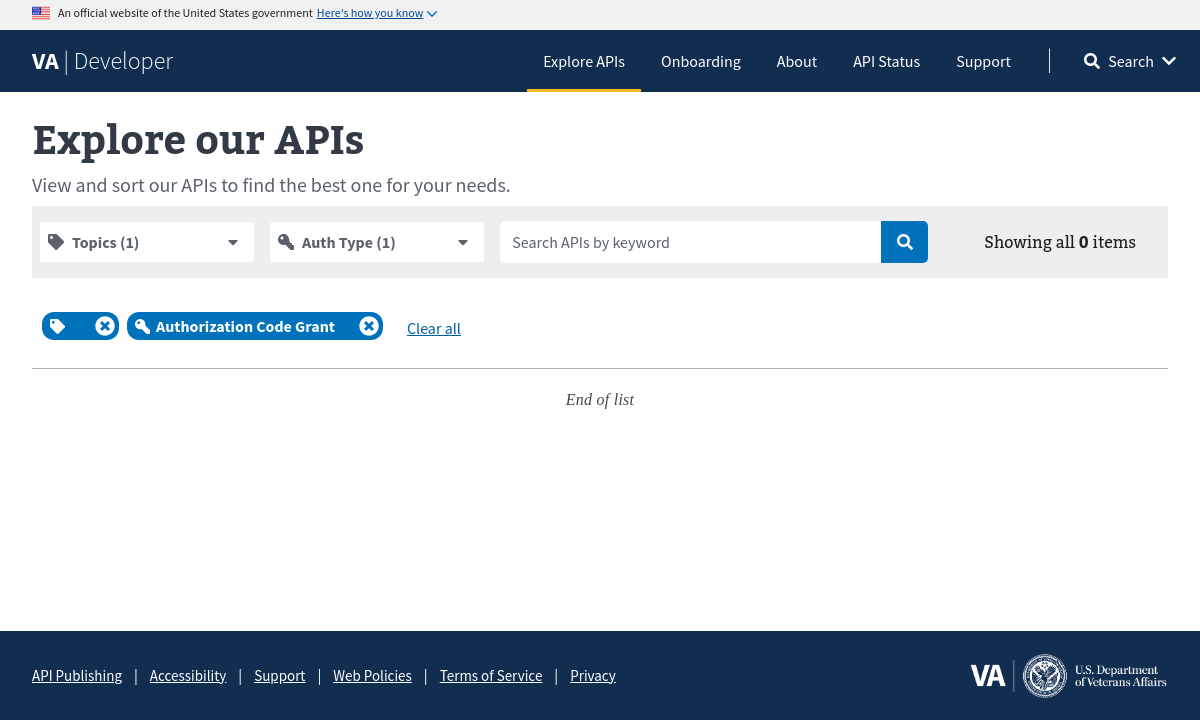 An official website of the United States government Here's how you know
VA | Developer
Explore APIs
Onboarding
About
API Status
Support
Search
Explore our APIs
View and sort our APIs to find the best one for your needs.
Topics (1)
Auth Type (1)
Search APIs by keyword
Showing all 0 items
Authorization Code Grant
Clear all
End of list
API Publishing | Accessibility | Support | Web Policies | Terms of Service | Privacy
VA
U.S. Department
of Veterans Affairs